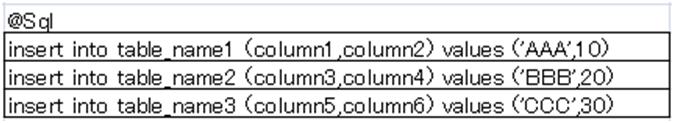 @Sql
insert into table_name1 (column1,column2) values ('AAA',10)
insert into table_name2 (column3,column4) values ('BBB',20)
insert into table_name3 (column5,column6) values ('CCC',30)